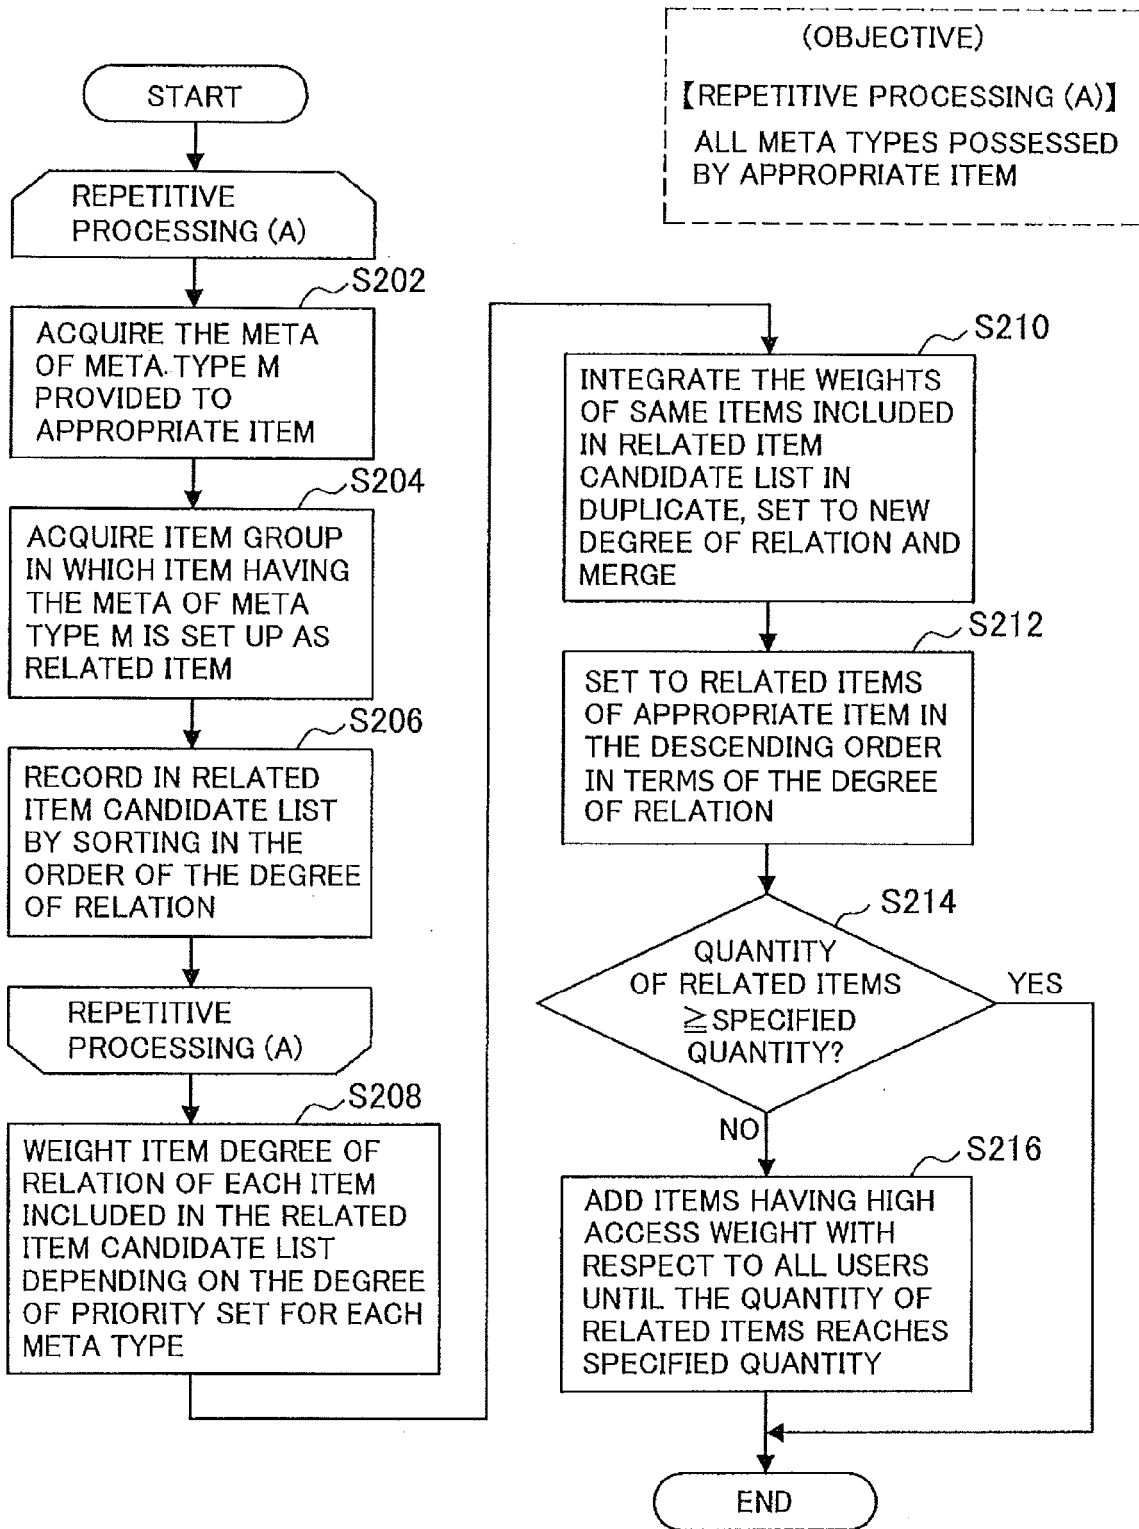 (OBJECTIVE)
【REPETITIVE PROCESSING (A)】
ALL META TYPES POSSESSED
BY APPROPRIATE ITEM
START
REPETITIVE
PROCESSING (A)
S202
ACQUIRE THE META
OF META TYPE M
PROVIDED TO
APPROPRIATE ITEM
S204
ACQUIRE ITEM GROUP
IN WHICH ITEM HAVING
THE META OF META
TYPE M IS SET UP AS
RELATED ITEM
S206
RECORD IN RELATED
ITEM CANDIDATE LIST
BY SORTING IN THE
ORDER OF THE DEGREE
OF RELATION
REPETITIVE
PROCESSING (A)
S208
WEIGHT ITEM DEGREE OF
RELATION OF EACH ITEM
INCLUDED IN THE RELATED
ITEM CANDIDATE LIST
DEPENDING ON THE DEGREE
OF PRIORITY SET FOR EACH
META TYPE
S210
INTEGRATE THE WEIGHTS
OF SAME ITEMS INCLUDED
IN RELATED ITEM
CANDIDATE LIST IN
DUPLICATE, SET TO NEW
DEGREE OF RELATION AND
MERGE
S212
SET TO RELATED ITEMS
OF APPROPRIATE ITEM IN
THE DESCENDING ORDER
IN TERMS OF THE DEGREE
OF RELATION
S214
QUANTITY
OF RELATED ITEMS
≧SPECIFIED
QUANTITY?
YES
NO
S216
ADD ITEMS HAVING HIGH
ACCESS WEIGHT WITH
RESPECT TO ALL USERS
UNTIL THE QUANTITY OF
RELATED ITEMS REACHES
SPECIFIED QUANTITY
END